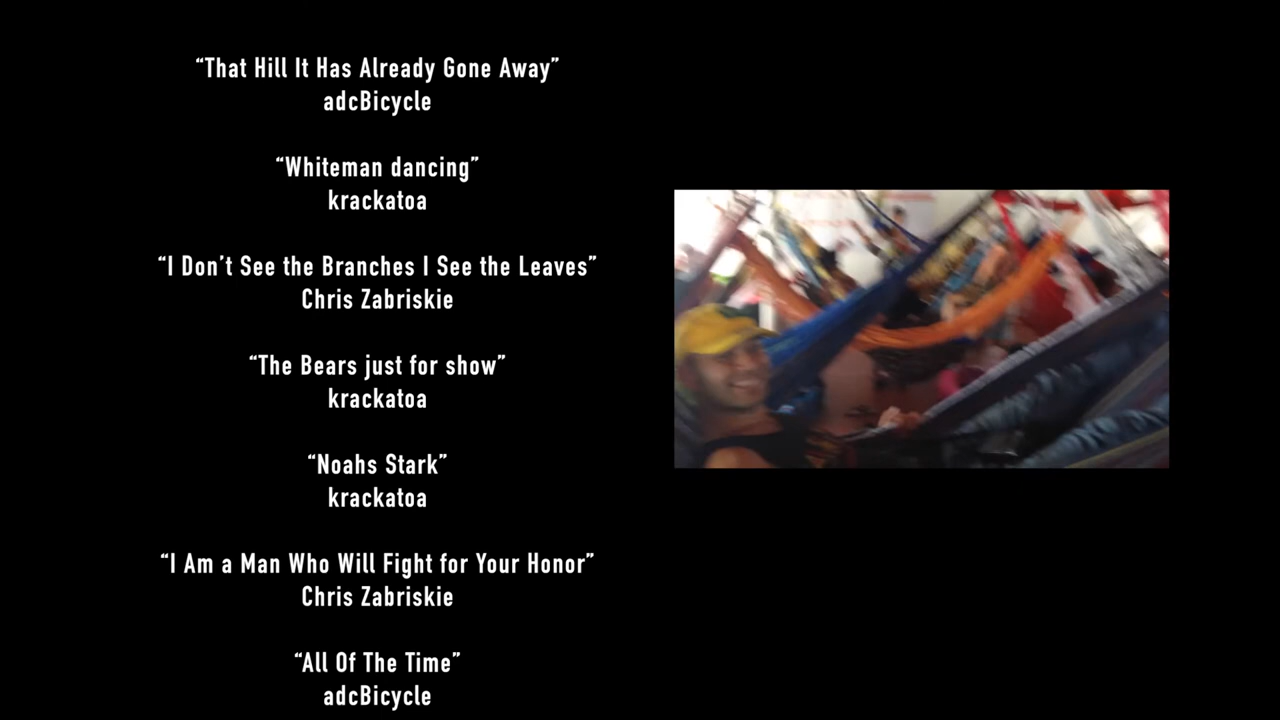 “That Hill It Has Already Gone Away”
adcBicycle
“Whiteman dancing”
krackatoa
“I Don’t See the Branches I See the Leaves”
Chris Zabriskie
“The Bears just for show”
krackatoa
“Noahs Stark”
krackatoa
“I Am a Man Who Will Fight for Your Honor”
Chris Zabriskie
“All Of The Time”
adcBicycle